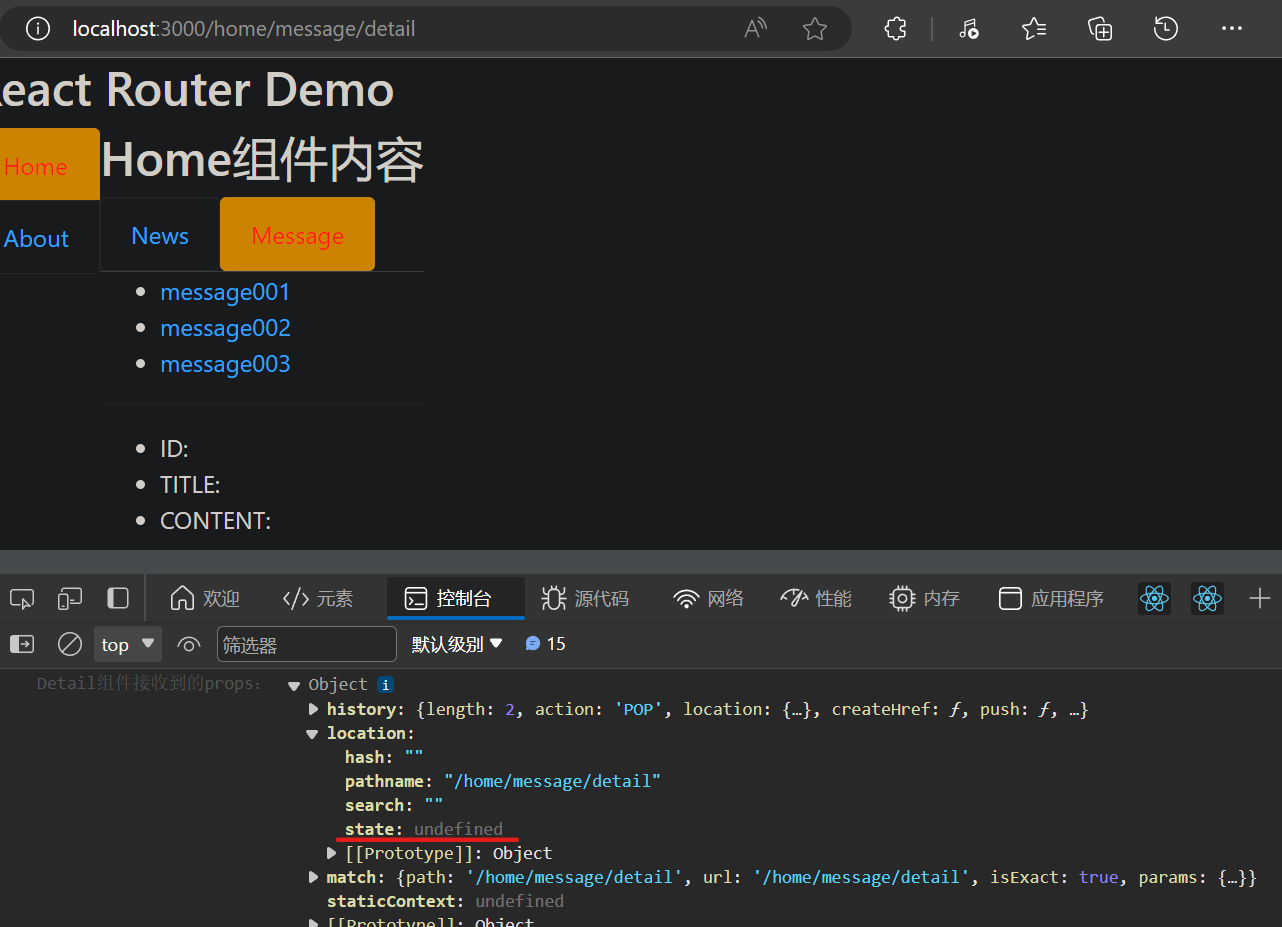 localhost:3000/home/message/detail
eact Router Demo
Home
Home组件内容
About
News
Message
message001
message002
message003
ID:
TITLE:
CONTENT:
欢迎
元素
控制台
源代码
网络
性能
内存
应用程序
top
筛选器
默认级别
15
Detail组件接收到的props: Object i
history: {length: 2, action: 'POP', location: {…}, createHref: ƒ, push: ƒ, …}
location:
hash: ""
pathname: "/home/message/detail"
search: ""
state: undefined
[[Prototype]]: Object
match: {path: '/home/message/detail', url: '/home/message/detail', isExact: true, params: {…}}
staticContext: undefined
[[Prototype]]: Object